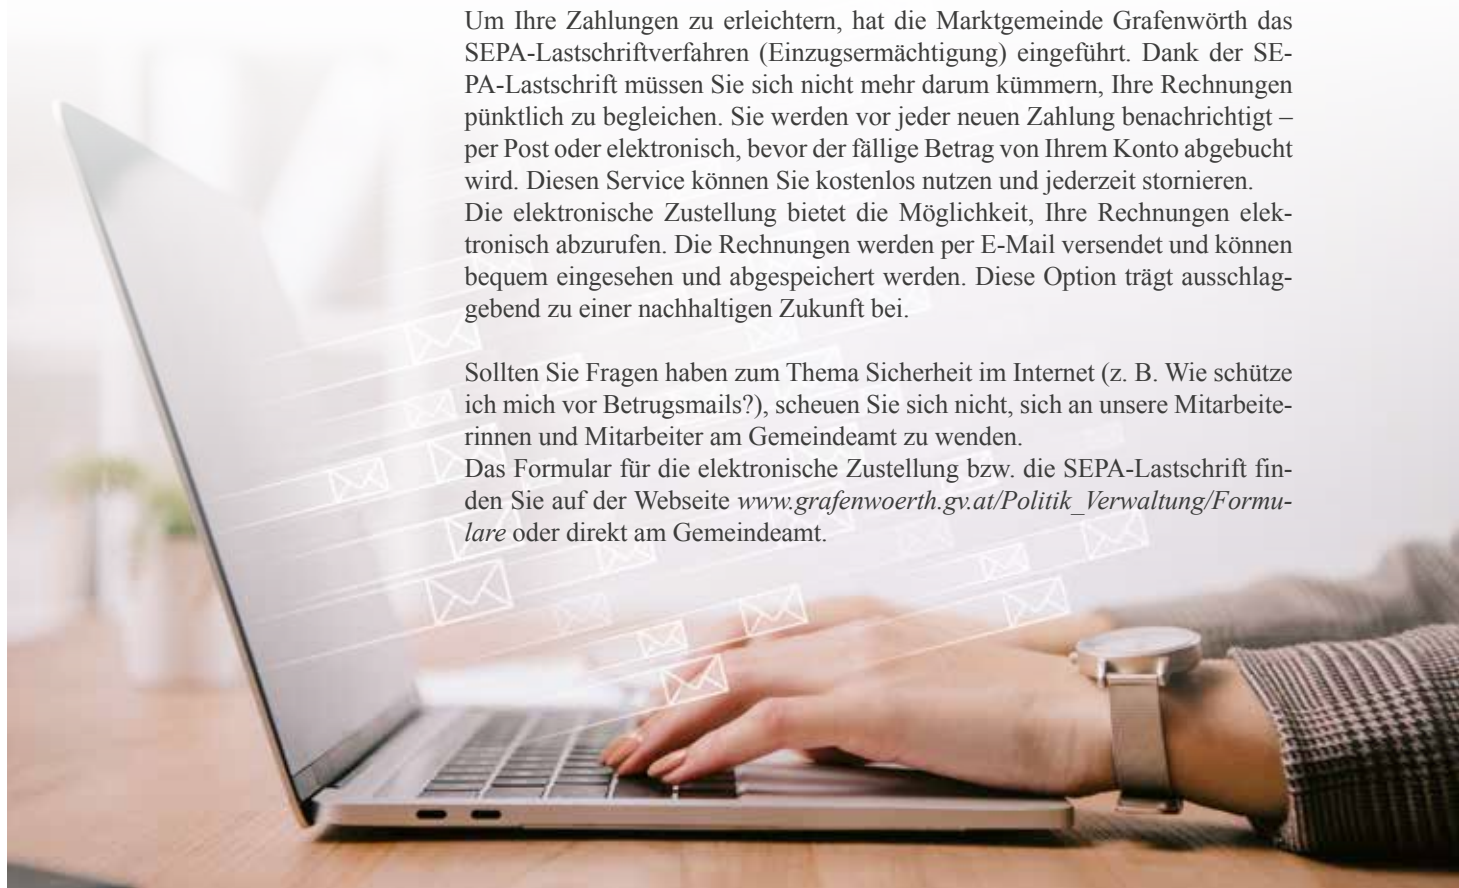 Um Ihre Zahlungen zu erleichtern, hat die Marktgemeinde Grafenwörth das
SEPA-Lastschriftverfahren (Einzugsermächtigung) eingeführt. Dank der SE-
PA-Lastschrift müssen Sie sich nicht mehr darum kümmern, Ihre Rechnungen
pünktlich zu begleichen. Sie werden vor jeder neuen Zahlung benachrichtigt –
per Post oder elektronisch, bevor der fällige Betrag von Ihrem Konto abgebucht
wird. Diesen Service können Sie kostenlos nutzen und jederzeit stornieren.
Die elektronische Zustellung bietet die Möglichkeit, Ihre Rechnungen elek-
tronisch abzurufen. Die Rechnungen werden per E-Mail versendet und können
bequem eingesehen und abgespeichert werden. Diese Option trägt ausschlag-
gebend zu einer nachhaltigen Zukunft bei.
Sollten Sie Fragen haben zum Thema Sicherheit im Internet (z. B. Wie schütze
ich mich vor Betrugsmails?), scheuen Sie sich nicht, sich an unsere Mitarbeite-
rinnen und Mitarbeiter am Gemeindeamt zu wenden.
Das Formular für die elektronische Zustellung bzw. die SEPA-Lastschrift fin-
den Sie auf der Webseite www.grafenwoerth.gv.at/Politik_Verwaltung/Formu-
lare oder direkt am Gemeindeamt.